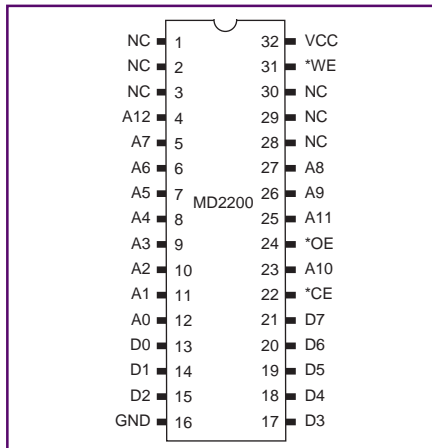 NC 1 32 VCC
NC 2 31 *WE
NC 3 30 NC
A12 4 29 NC
A7 5 28 NC
A6 6 27 A8
A5 7 26 A9
MD2200
A4 8 25 A11
A3 9 24 *OE
A2 10 23 A10
A1 11 22 *CE
A0 12 21 D7
D0 13 20 D6
D1 14 19 D5
D2 15 18 D4
GND 16 17 D3